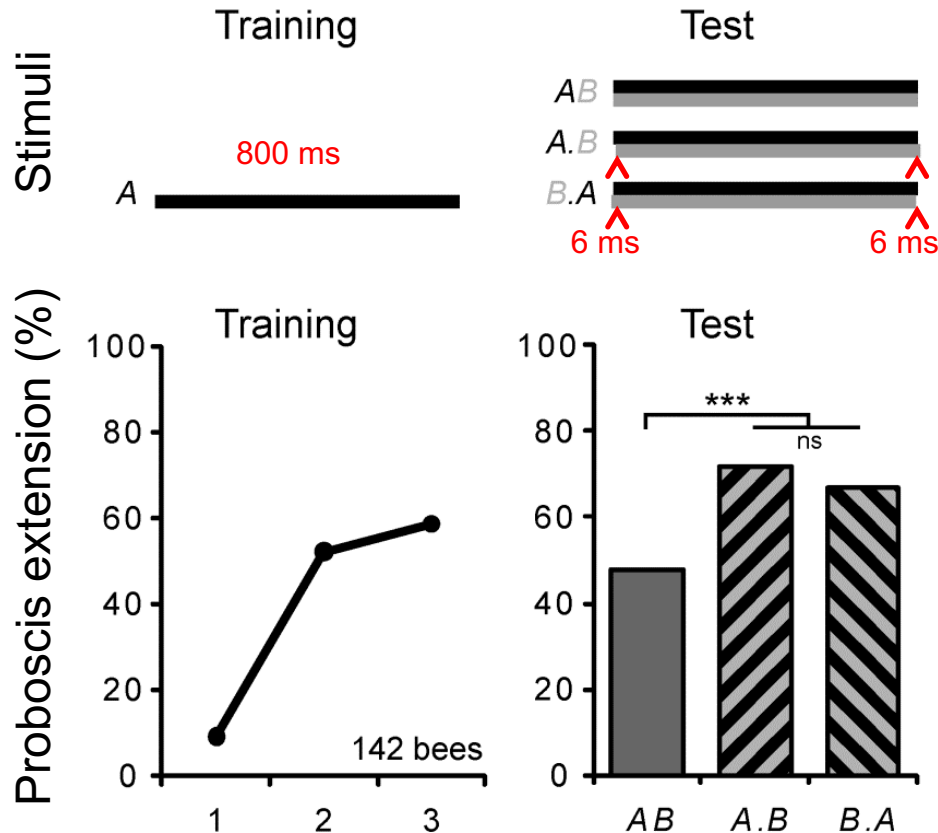 Training
Test
Stimuli
800 ms
A
AB
A.B
B.A
6 ms
6 ms
Proboscis extension (%)
Training
100
80
60
40
20
0
142 bees
1
2
3
Test
100
80
60
40
20
0
***
ns
AB
A.B
B.A